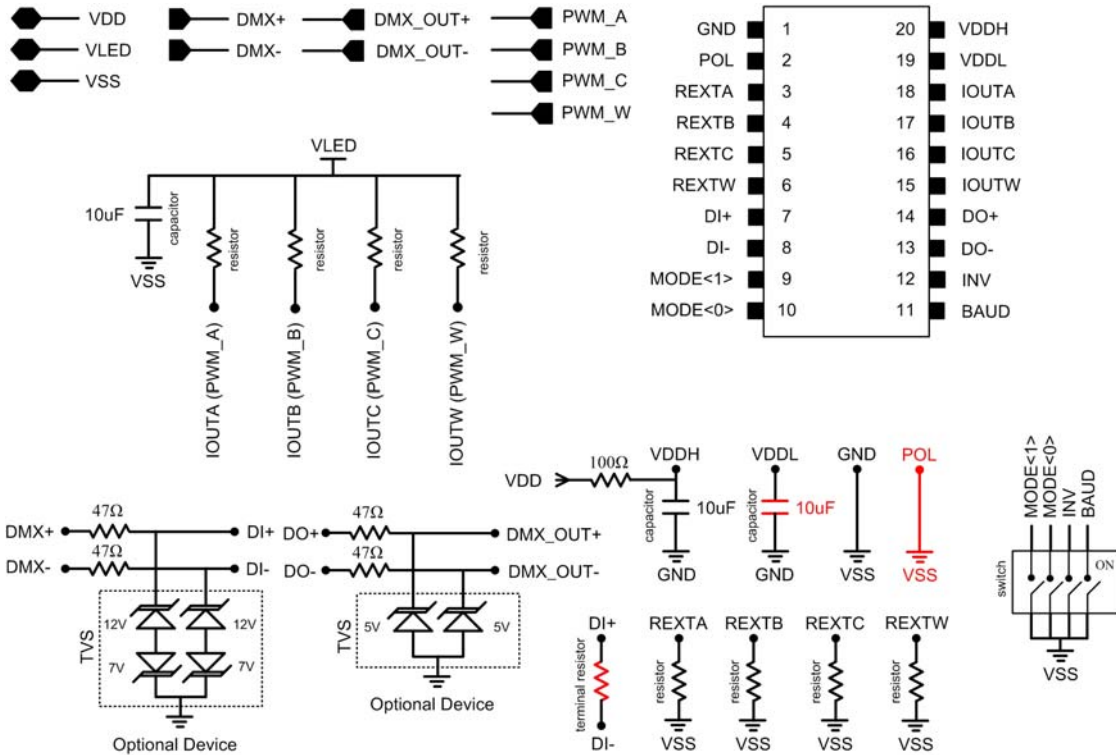 VDD
DMX+
DMX_OUT+
PWM_A
VLED
DMX-
DMX_OUT-
PWM_B
VSS
PWM_C
PWM_W
GND 1 20 VDDH
POL 2 19 VDDL
REXTA 3 18 IOUTA
REXTB 4 17 IOUTB
REXTC 5 16 IOUTC
REXTW 6 15 IOUTW
DI+ 7 14 DO+
DI- 8 13 DO-
MODE<1> 9 12 INV
MODE<0> 10 11 BAUD
VLED
10uF
capacitor
VSS
resistor
resistor
resistor
resistor
IOUTA (PWM_A)
IOUTB (PWM_B)
IOUTC (PWM_C)
IOUTW (PWM_W)
DMX+
47Ω
DI+
DMX-
47Ω
DI-
TVS
12V
12V
7V
7V
Optional Device
DO+
47Ω
DMX_OUT+
DO-
47Ω
DMX_OUT-
TVS
5V
5V
Optional Device
VDD
100Ω
VDDH
capacitor
10uF
GND
VDDL
capacitor
10uF
GND
GND
VSS
POL
VSS
MODE<1>
MODE<0>
INV
BAUD
switch
ON
VSS
DI+
terminal resistor
DI-
REXTA
resistor
VSS
REXTB
resistor
VSS
REXTC
resistor
VSS
REXTW
resistor
VSS